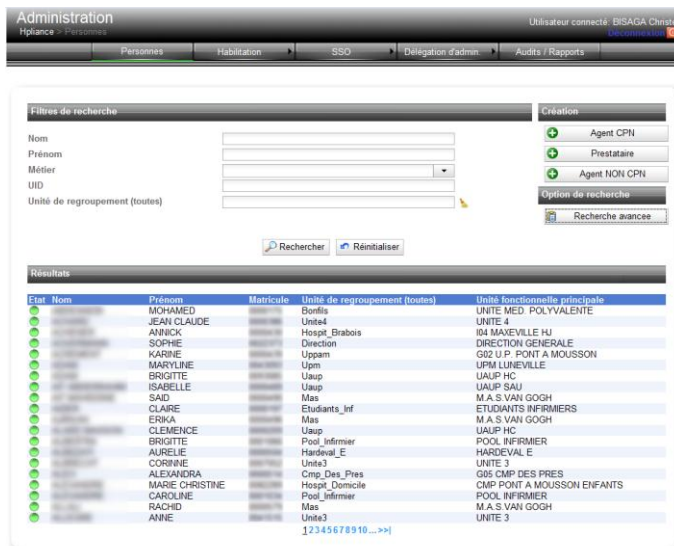 Administration
Hpliance > Personnes
Utilisateur connecté: BISAGA Christe
Déconnexion
Personnes Habilitation SSO Délégation d'admin. Audits / Rapports
Filtres de recherche
Nom
Prénom
Métier
UID
Unité de regroupement (toutes)
Création
Agent CPN
Prestataire
Agent NON CPN
Option de recherche
Recherche avancee
Rechercher Réinitialiser
Résultats
Etat Nom Prénom Matricule Unité de regroupement (toutes) Unité fonctionnelle principale
MOHAMED Bonfils UNITE MED. POLYVALENTE
JEAN CLAUDE Unite4 UNITE 4
ANNICK Hospit_Brabois I04 MAXEVILLE HJ
SOPHIE Direction DIRECTION GENERALE
KARINE Uppam G02 U.P. PONT A MOUSSON
MARYLINE Upm UPM LUNEVILLE
BRIGITTE Uaup UAUP HC
ISABELLE Uaup UAUP SAU
SAID Mas M.A.S.VAN GOGH
CLAIRE Etudiants_Inf ETUDIANTS INFIRMIERS
ERIKA Mas M.A.S.VAN GOGH
CLEMENCE Uaup UAUP HC
BRIGITTE Pool_Infirmier POOL INFIRMIER
AURELIE Hardeval_E HARDEVAL E
CORINNE Unite3 UNITE 3
ALEXANDRA Cmp_Des_Pres G05 CMP DES PRES
MARIE CHRISTINE Hospit_Domicile CMP PONT A MOUSSON ENFANTS
CAROLINE Pool_Infirmier POOL INFIRMIER
RACHID Mas M.A.S.VAN GOGH
ANNE Unite3 UNITE 3
12345678910...>>|